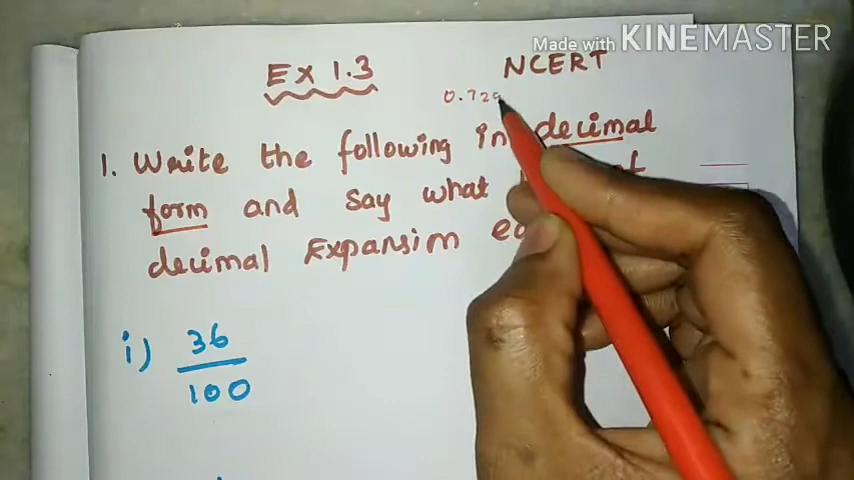 Made with KINEMASTER
Ex 1.3 NCERT
0.729
1. Write the following in decimal
form and Say what
decimal Expansion
i) 36
100